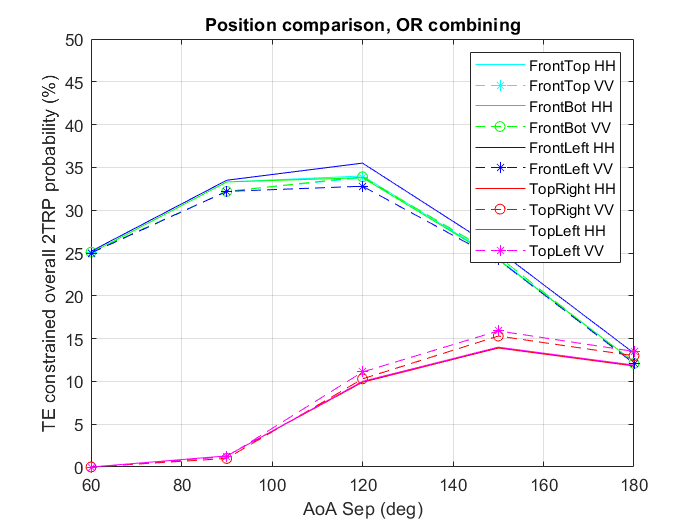 Position comparison, OR combining
TE constrained overall 2TRP probability (%)
50
45
40
35
30
25
20
15
10
5
0
FrontTop HH
FrontTop VV
FrontBot HH
FrontBot VV
FrontLeft HH
FrontLeft VV
TopRight HH
TopRight VV
TopLeft HH
TopLeft VV
60 80 100 120 140 160 180
AoA Sep (deg)